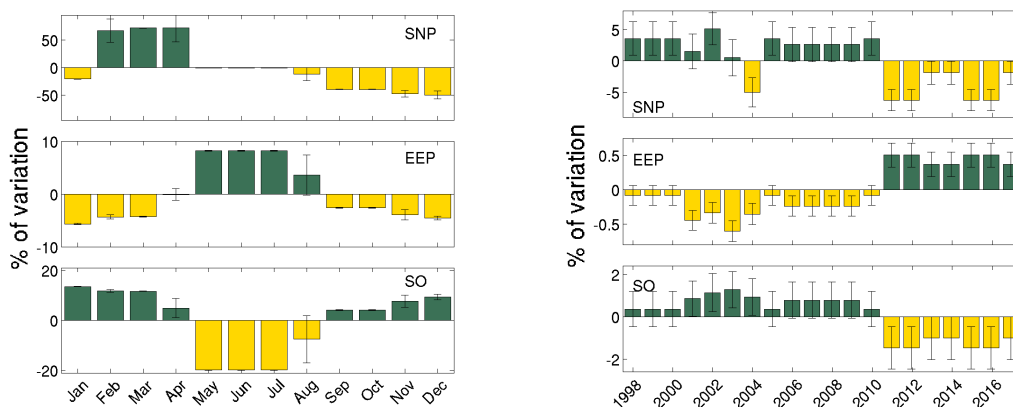 % of variation
50
0
-50
SNP
10
0
-10
EEP
20
0
-20
SO
Jan
Feb
Mar
Apr
May
Jun
Jul
Aug
Sep
Oct
Nov
Dec
% of variation
5
0
-5
SNP
0.5
0
-0.5
EEP
2
0
-2
SO
1998
2000
2002
2004
2006
2008
2010
2012
2014
2016